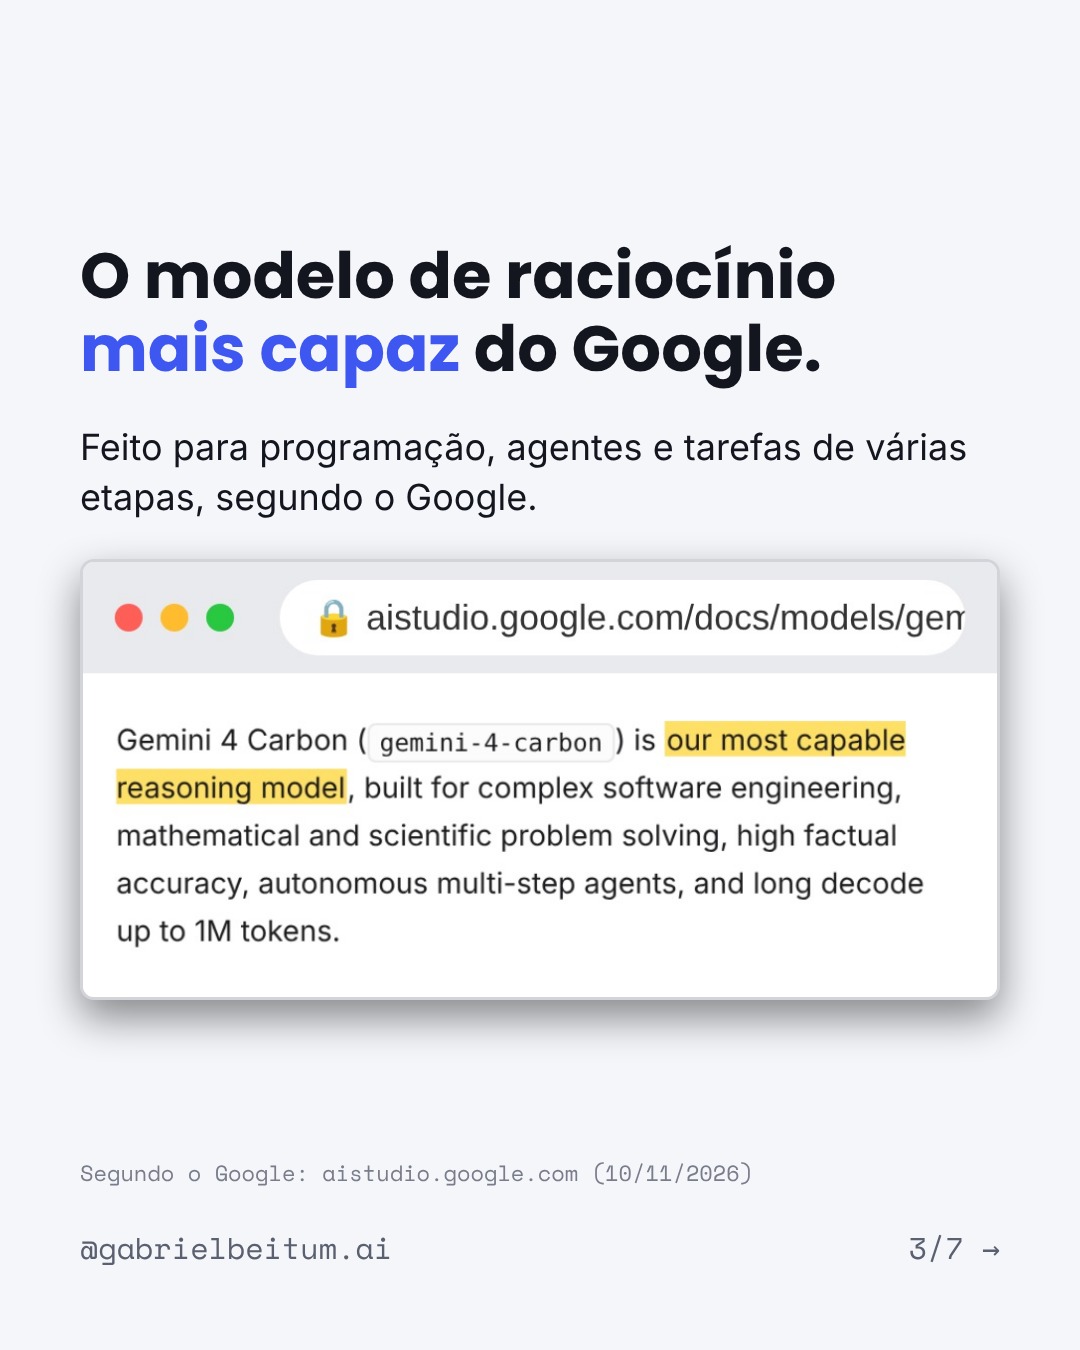 O modelo de raciocínio
mais capaz do Google.
Feito para programação, agentes e tarefas de várias
etapas, segundo o Google.
aistudio.google.com/docs/models/gem
Gemini 4 Carbon (gemini-4-carbon) is our most capable
reasoning model, built for complex software engineering,
mathematical and scientific problem solving, high factual
accuracy, autonomous multi-step agents, and long decode
up to 1M tokens.
Segundo o Google: aistudio.google.com (10/11/2026)
@gabrielbeitum.ai
3/7 →